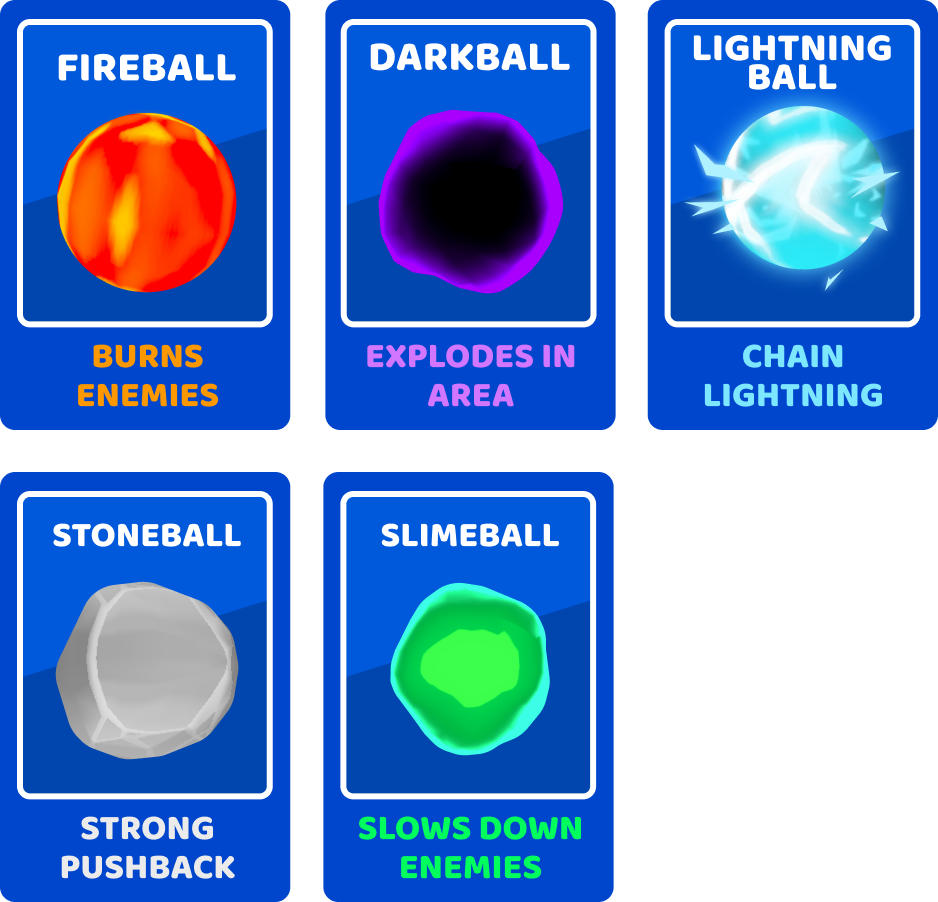 FIREBALL
BURNS
ENEMIES
DARKBALL
EXPLODES IN
AREA
LIGHTNING
BALL
CHAIN
LIGHTNING
STONEBALL
STRONG
PUSHBACK
SLIMEBALL
SLOWS DOWN
ENEMIES